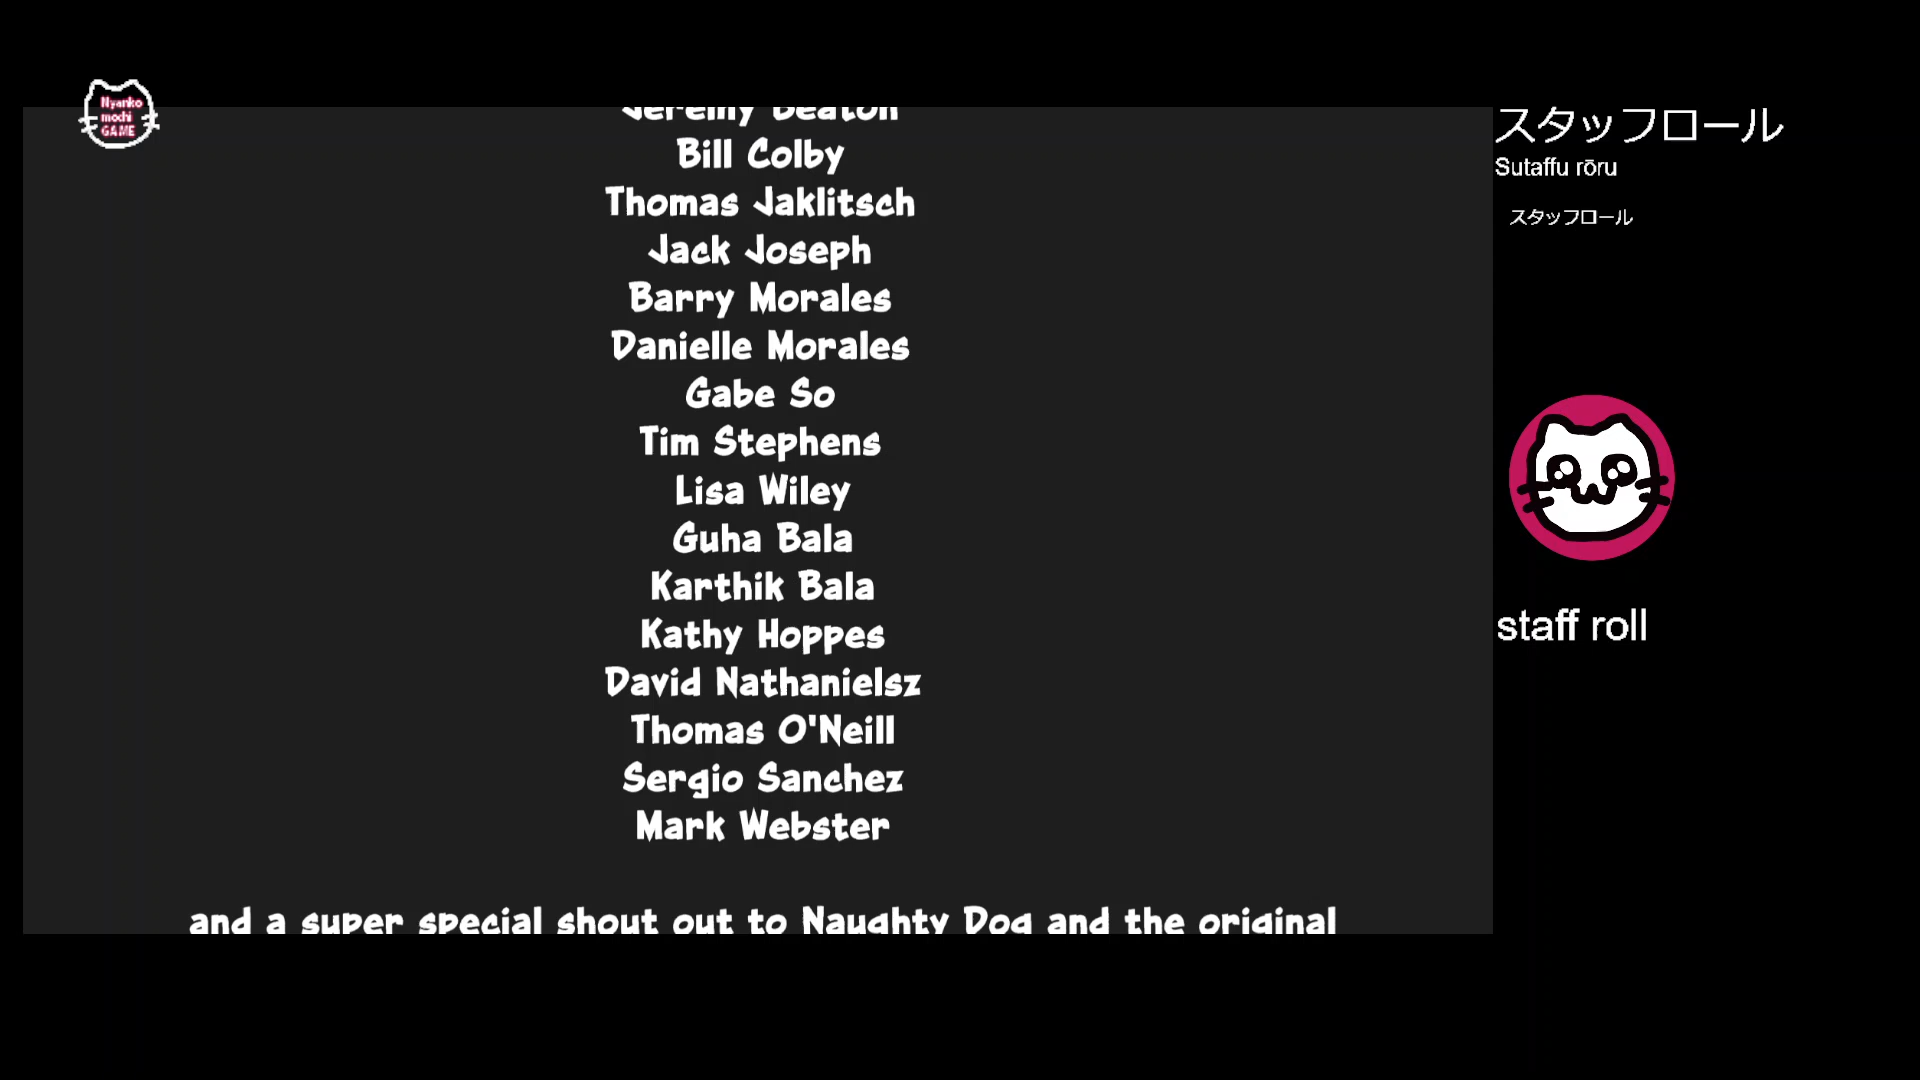 Nyanko
mochi
GAME
Jeremy Beaton
Bill Colby
Thomas Jaklitsch
Jack Joseph
Barry Morales
Danielle Morales
Gabe So
Tim Stephens
Lisa Wiley
Guha Bala
Karthik Bala
Kathy Hoppes
David Nathanielsz
Thomas O'Neill
Sergio Sanchez
Mark Webster
and a super special shout out to Naughty Dog and the original
スタッフロール
Sutaffu rōru
スタッフロール
staff roll